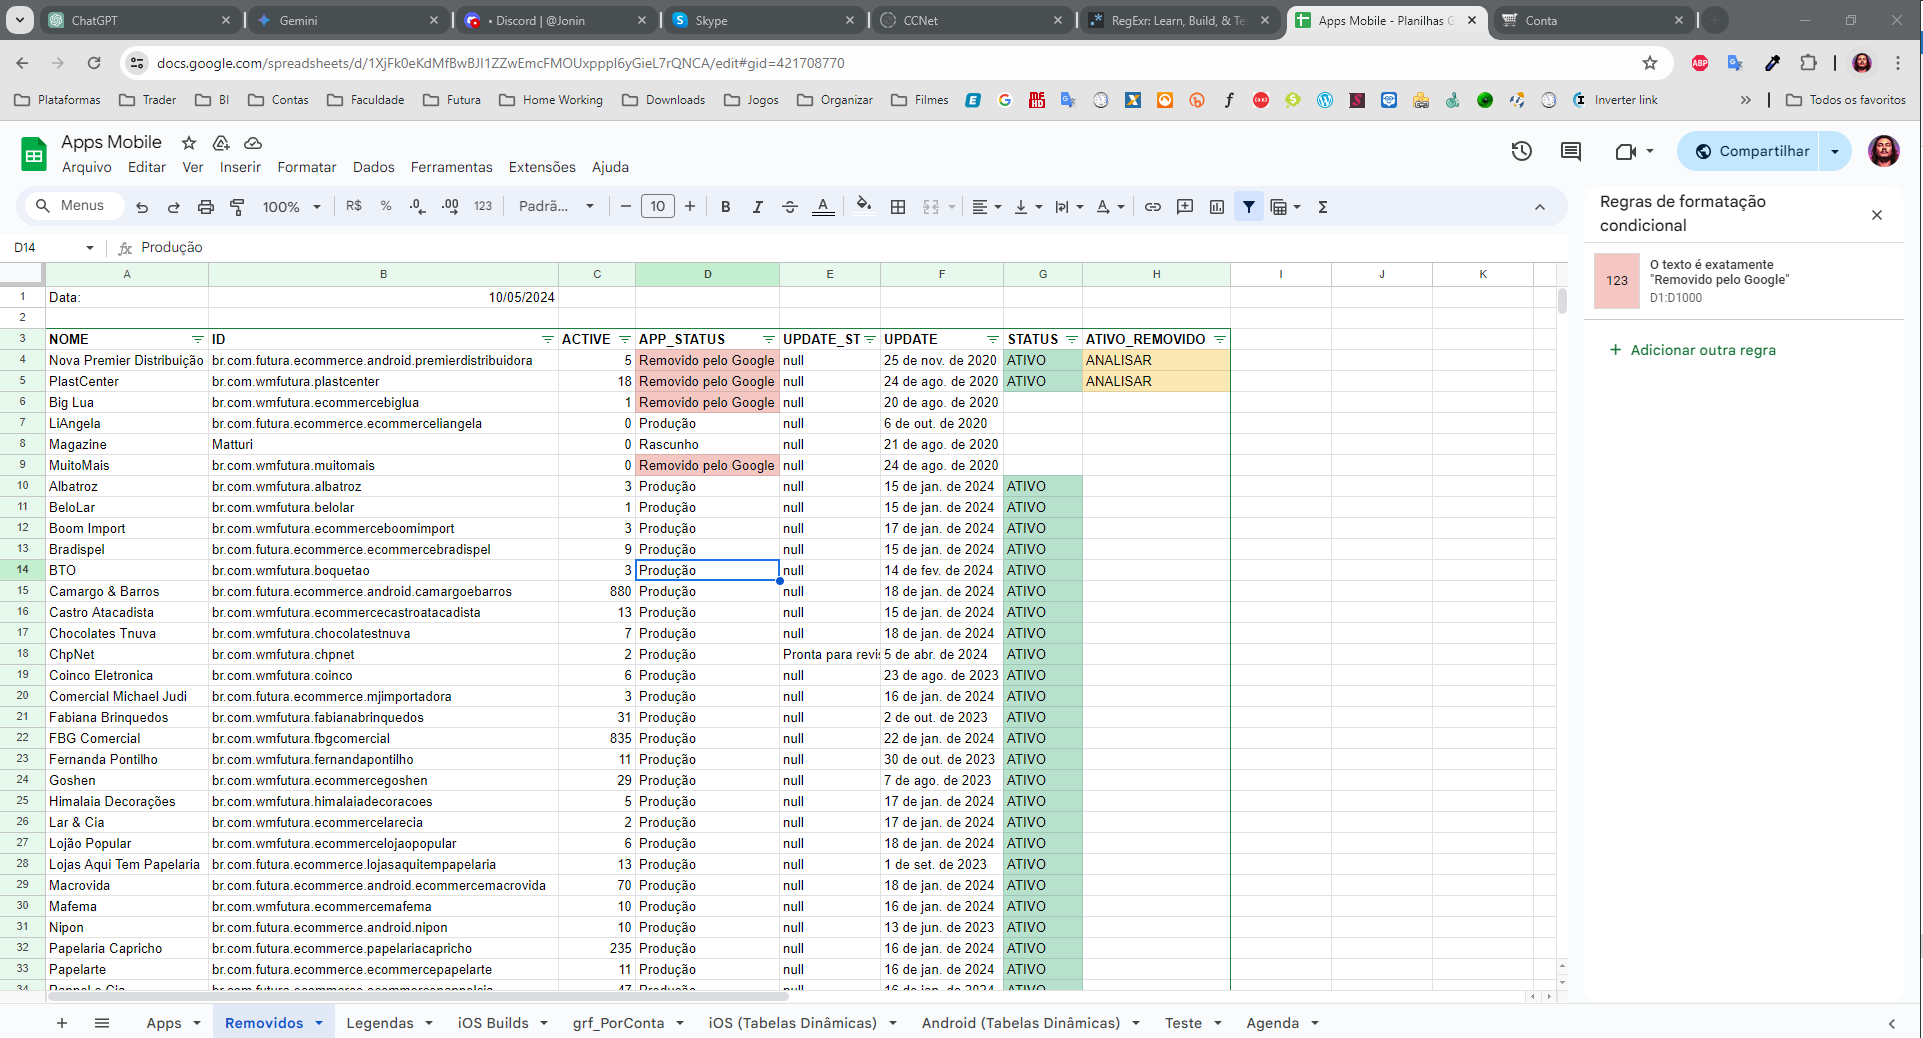 ChatGPT
Gemini
• Discord | @Jonin
Skype
CCNet
RegExr: Learn, Build, & Te
Apps Mobile - Planilhas G
Conta
docs.google.com/spreadsheets/d/1XjFk0eKdMfBwBJI1ZZwEmcFMOUxpppI6yGieL7rQNCA/edit#gid=421708770
Plataformas Trader BI Contas Faculdade Futura Home Working Downloads Jogos Organizar Filmes Inverter link Todos os favoritos
Apps Mobile
Arquivo Editar Ver Inserir Formatar Dados Ferramentas Extensões Ajuda
Compartilhar
Menus 100% R$ % .0 .00 123 Padrã... 10 B I A
Regras de formatação
condicional
D14 fx Produção
123
O texto é exatamente
"Removido pelo Google"
D1:D1000
+ Adicionar outra regra
A B C D E F G H I J K
1 Data: 10/05/2024
2
3 NOME ID ACTIVE APP_STATUS UPDATE_ST UPDATE STATUS ATIVO_REMOVIDO
4 Nova Premier Distribuição br.com.futura.ecommerce.android.premierdistribuidora 5 Removido pelo Google null 25 de nov. de 2020 ATIVO ANALISAR
5 PlastCenter br.com.wmfutura.plastcenter 18 Removido pelo Google null 24 de ago. de 2020 ATIVO ANALISAR
6 Big Lua br.com.wmfutura.ecommercebiglua 1 Removido pelo Google null 20 de ago. de 2020
7 LiAngela br.com.futura.ecommerce.ecommerceliangela 0 Produção null 6 de out. de 2020
8 Magazine Matturi 0 Rascunho null 21 de ago. de 2020
9 MuitoMais br.com.wmfutura.muitomais 0 Removido pelo Google null 24 de ago. de 2020
10 Albatroz br.com.wmfutura.albatroz 3 Produção null 15 de jan. de 2024 ATIVO
11 BeloLar br.com.wmfutura.belolar 1 Produção null 15 de jan. de 2024 ATIVO
12 Boom Import br.com.wmfutura.ecommerceboomimport 3 Produção null 17 de jan. de 2024 ATIVO
13 Bradispel br.com.futura.ecommerce.ecommercebradispel 9 Produção null 15 de jan. de 2024 ATIVO
14 BTO br.com.wmfutura.boquetao 3 Produção null 14 de fev. de 2024 ATIVO
15 Camargo & Barros br.com.futura.ecommerce.android.camargoebarros 880 Produção null 18 de jan. de 2024 ATIVO
16 Castro Atacadista br.com.wmfutura.ecommercecastroatacadista 13 Produção null 15 de jan. de 2024 ATIVO
17 Chocolates Tnuva br.com.wmfutura.chocolatestnuva 7 Produção null 18 de jan. de 2024 ATIVO
18 ChpNet br.com.wmfutura.chpnet 2 Produção Pronta para revis 5 de abr. de 2024 ATIVO
19 Coinco Eletronica br.com.wmfutura.coinco 6 Produção null 23 de ago. de 2023 ATIVO
20 Comercial Michael Judi br.com.futura.ecommerce.mjimportadora 3 Produção null 16 de jan. de 2024 ATIVO
21 Fabiana Brinquedos br.com.wmfutura.fabianabrinquedos 31 Produção null 2 de out. de 2023 ATIVO
22 FBG Comercial br.com.wmfutura.fbgcomercial 835 Produção null 22 de jan. de 2024 ATIVO
23 Fernanda Pontilho br.com.wmfutura.fernandapontilho 11 Produção null 30 de out. de 2023 ATIVO
24 Goshen br.com.wmfutura.ecommercegoshen 29 Produção null 7 de ago. de 2023 ATIVO
25 Himalaia Decorações br.com.wmfutura.himalaiadecoracoes 5 Produção null 17 de jan. de 2024 ATIVO
26 Lar & Cia br.com.wmfutura.ecommercelarecia 2 Produção null 17 de jan. de 2024 ATIVO
27 Lojão Popular br.com.wmfutura.ecommercelojaopopular 6 Produção null 18 de jan. de 2024 ATIVO
28 Lojas Aqui Tem Papelaria br.com.futura.ecommerce.lojasaquitempapelaria 13 Produção null 1 de set. de 2023 ATIVO
29 Macrovida br.com.futura.ecommerce.android.ecommercemacrovida 70 Produção null 18 de jan. de 2024 ATIVO
30 Mafema br.com.wmfutura.ecommercemafema 10 Produção null 16 de jan. de 2024 ATIVO
31 Nipon br.com.futura.ecommerce.android.nipon 10 Produção null 13 de jun. de 2023 ATIVO
32 Papelaria Capricho br.com.futura.ecommerce.papelariacapricho 235 Produção null 16 de jan. de 2024 ATIVO
33 Papelarte br.com.futura.ecommerce.ecommercepapelarte 11 Produção null 16 de jan. de 2024 ATIVO
34 47 Produção null 16 de jan. de 2024 ATIVO
+ Apps Removidos Legendas iOS Builds grf_PorConta iOS (Tabelas Dinâmicas) Android (Tabelas Dinâmicas) Teste Agenda